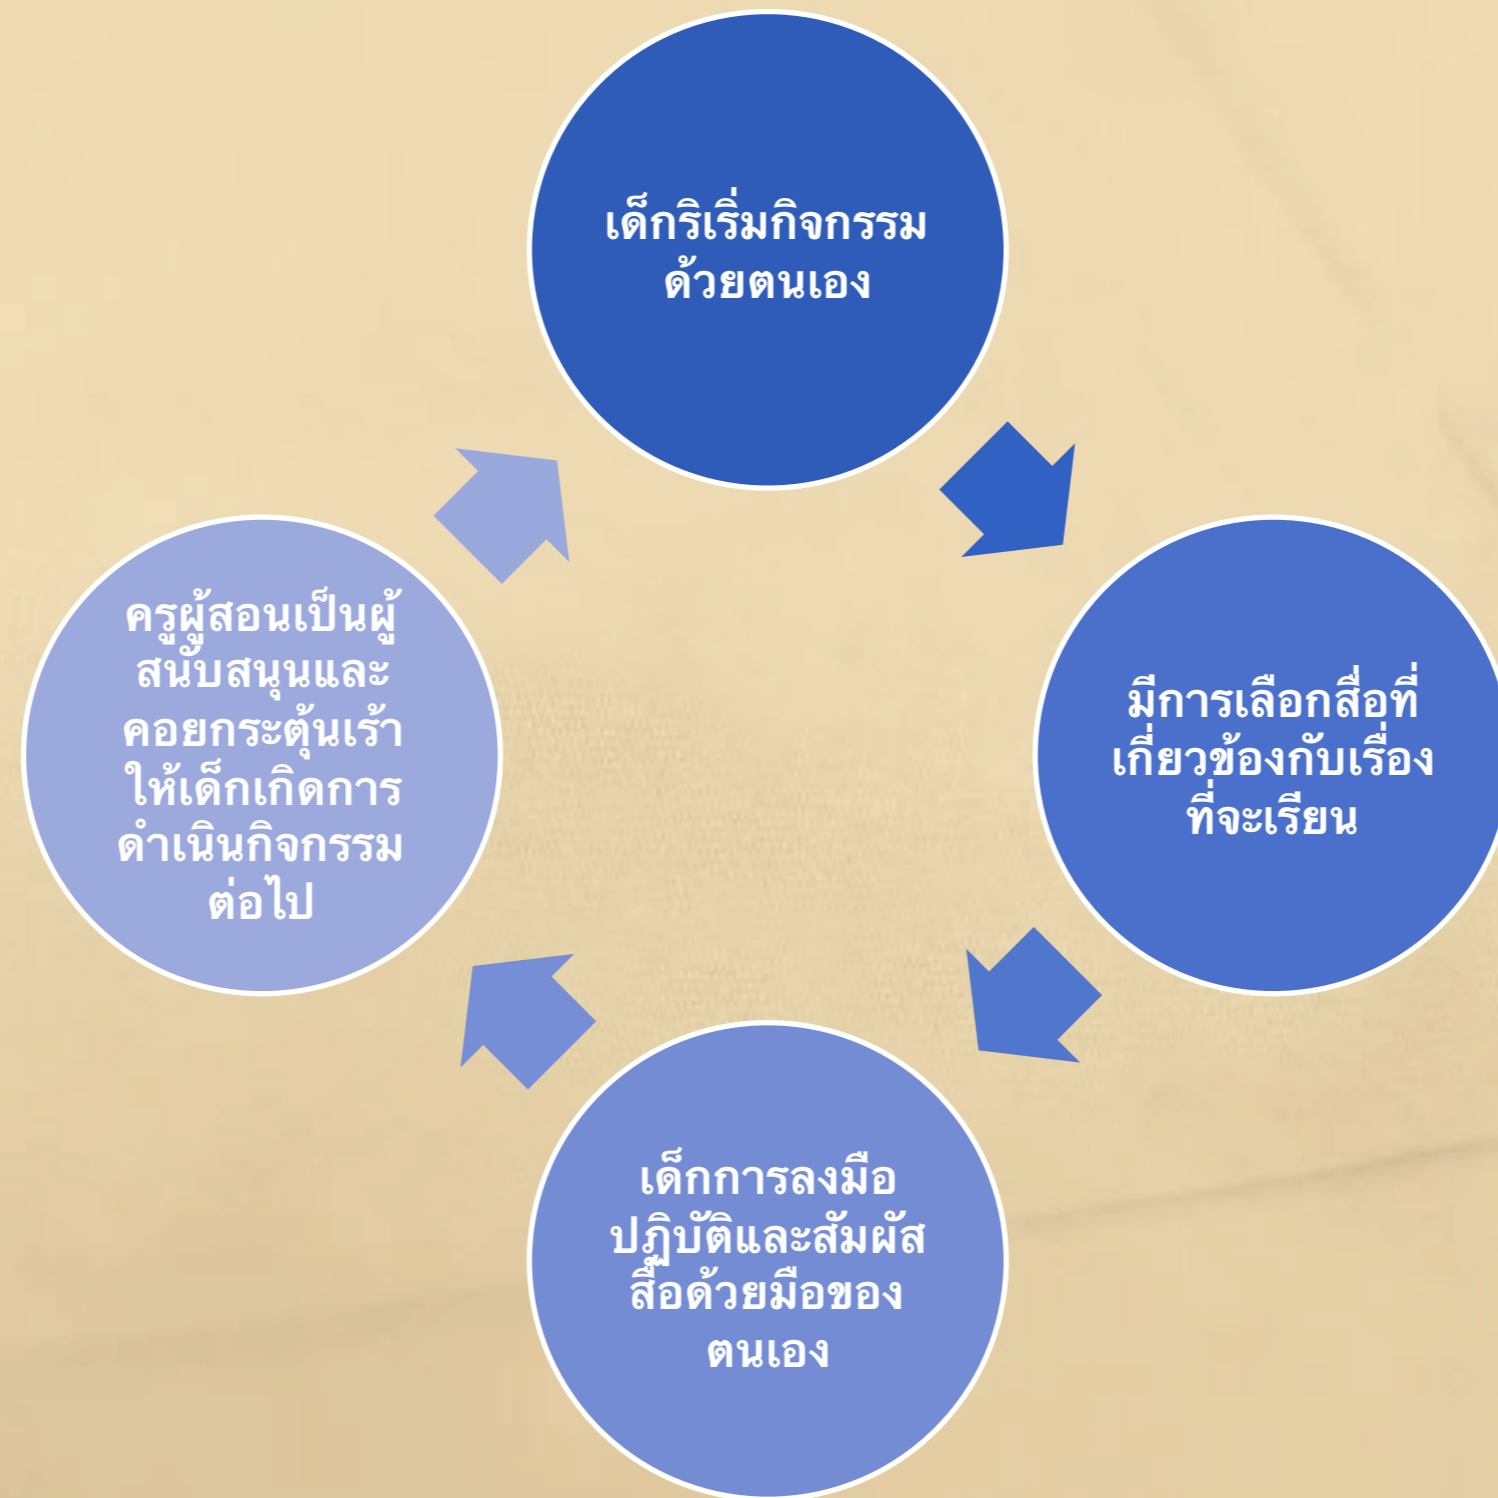 เด็กริเริ่มกิจกรรม
ด้วยตนเอง
มีการเลือกสื่อที่
เกี่ยวข้องกับเรื่อง
ที่จะเรียน
เด็กการลงมือ
ปฏิบัติและสัมผัส
สื่อด้วยมือของ
ตนเอง
ครูผู้สอนเป็นผู้
สนับสนุนและ
คอยกระตุ้นเร้า
ให้เด็กเกิดการ
ดำเนินกิจกรรม
ต่อไป